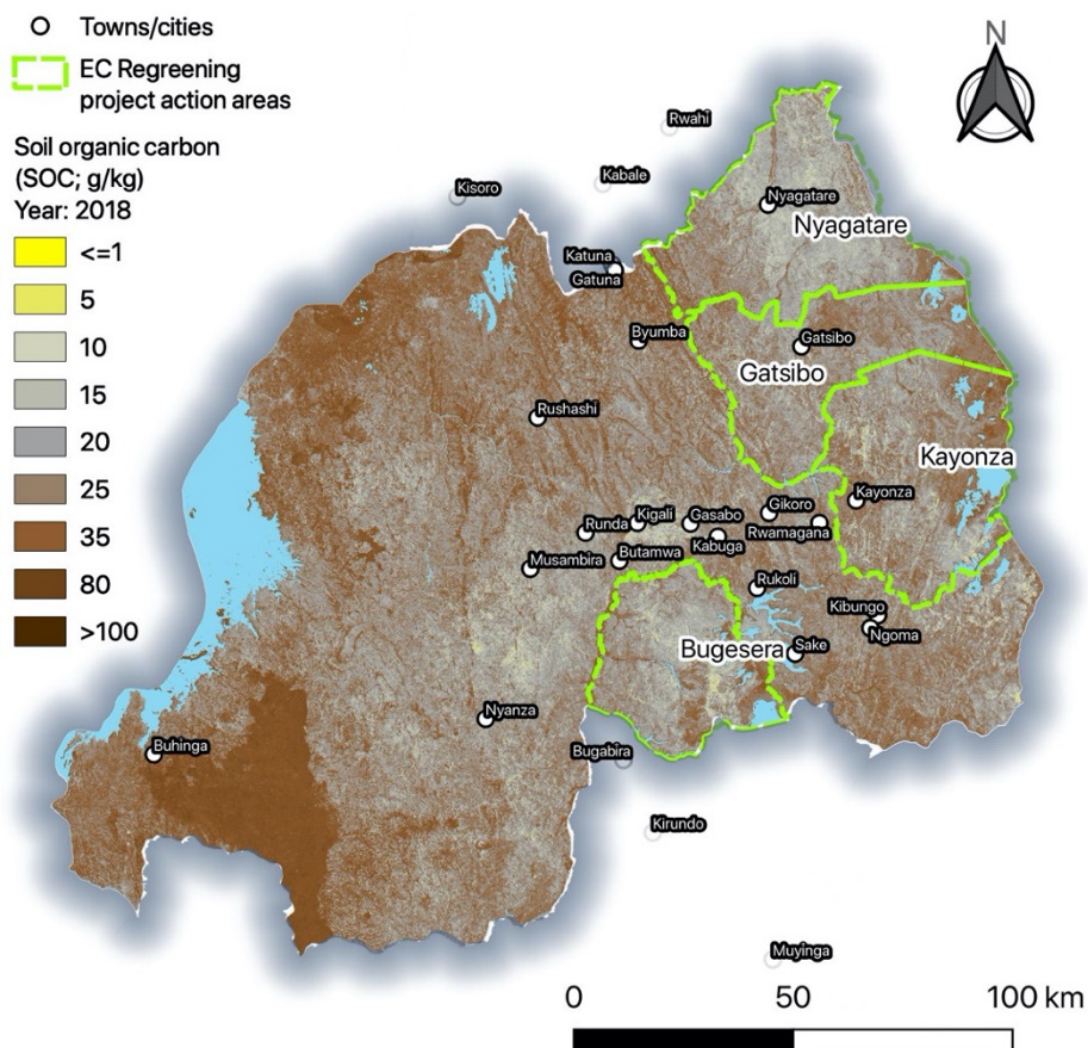 Towns/cities
EC Regreening
project action areas
Soil organic carbon
(SOC; g/kg)
Year: 2018
<=1
5
10
15
20
25
35
80
>100
N
Rwahi
Kabale
Kisoro
Nyagatare
Nyagatare
Katuna
Gatuna
Byumba
Gatsibo
Gatsibo
Rushashi
Kayonza
Kayonza
Gikoro
Kigali
Gasabo
Runda
Rwamagana
Kabuga
Butamwa
Musambira
Rukoli
Kibungo
Ngoma
Bugesera
Sake
Nyanza
Buhinga
Bugabira
Kirundo
Muyinga
0 50 100 km